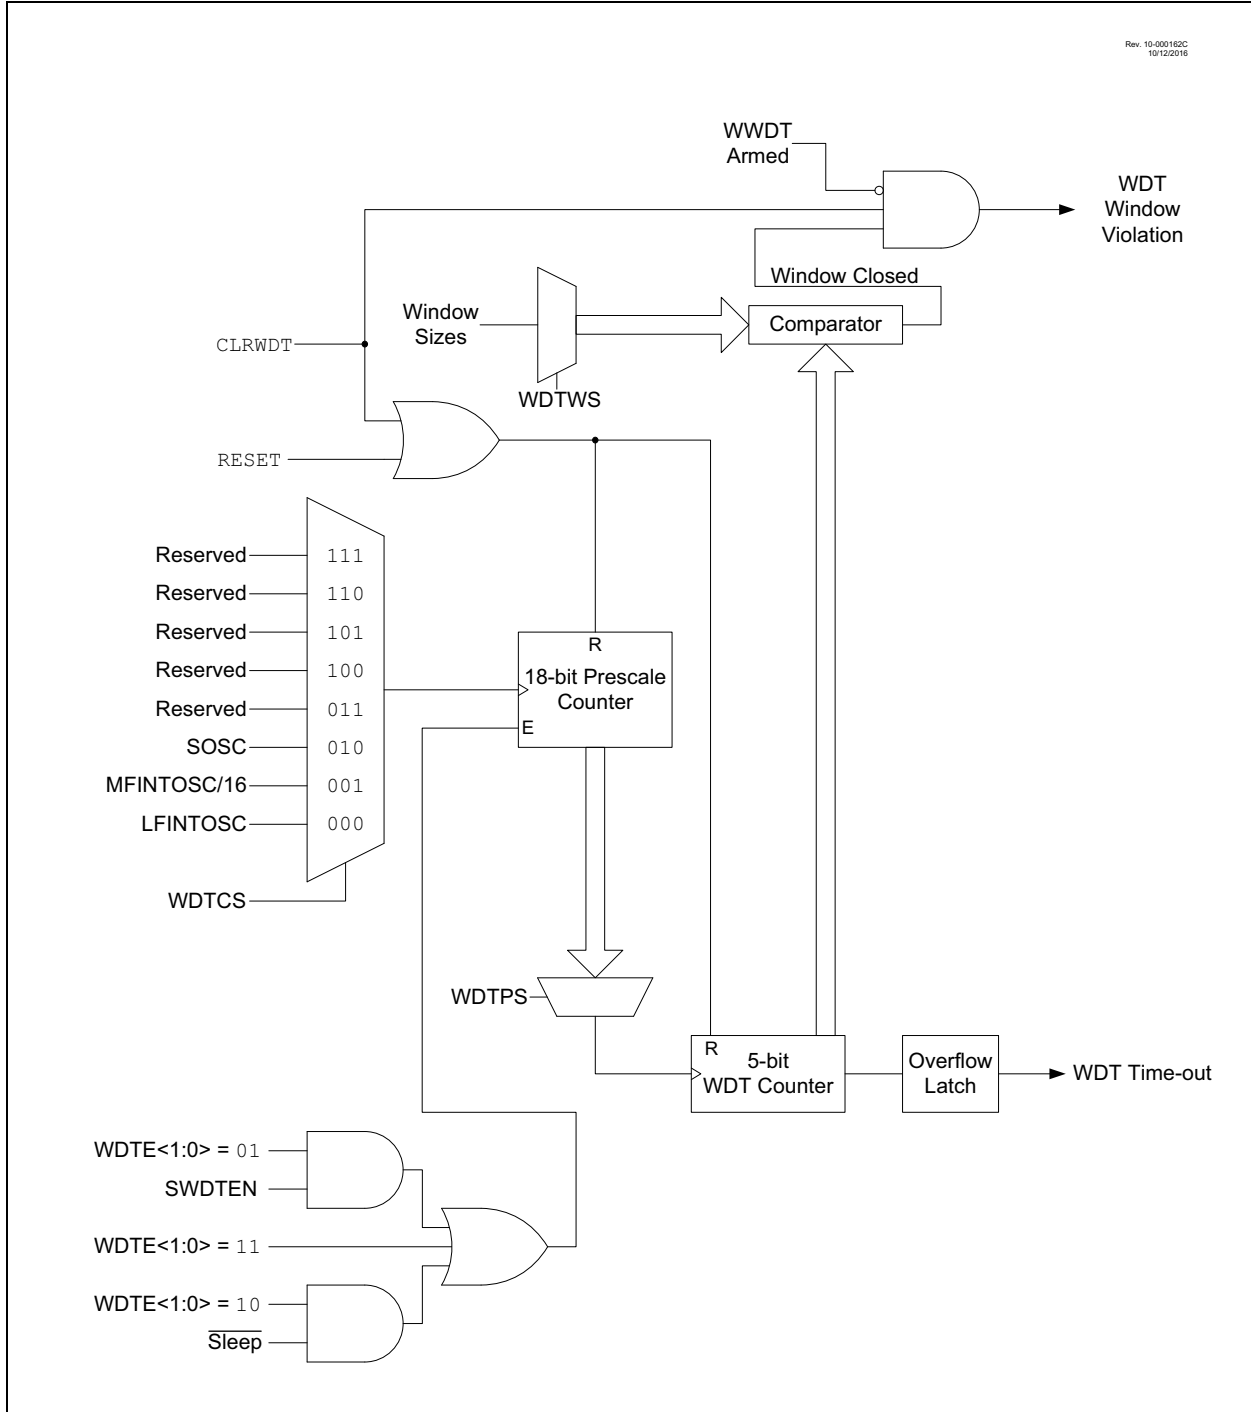 Rev. 10-000162C
10/12/2016
WWDT
Armed
WDT
Window
Violation
Window Closed
Window
Sizes
Comparator
CLRWDT
WDTWS
RESET
Reserved 111
Reserved 110
Reserved 101
Reserved 100
Reserved 011
SOSC 010
MFINTOSC/16 001
LFINTOSC 000
WDTCS
R
18-bit Prescale
Counter
E
WDTPS
R
5-bit
WDT Counter
Overflow
Latch
WDT Time-out
WDTE<1:0> = 01
SWDTEN
WDTE<1:0> = 11
WDTE<1:0> = 10
Sleep